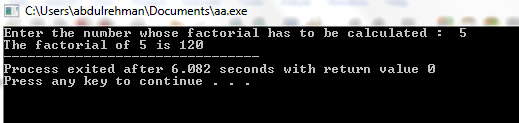 C:\Users\abdulrehman\Documents\aa.exe
Enter the number whose factorial has to be calculated :  5
The factorial of 5 is 120
--------------------------------
Process exited after 6.082 seconds with return value 0
Press any key to continue . . .